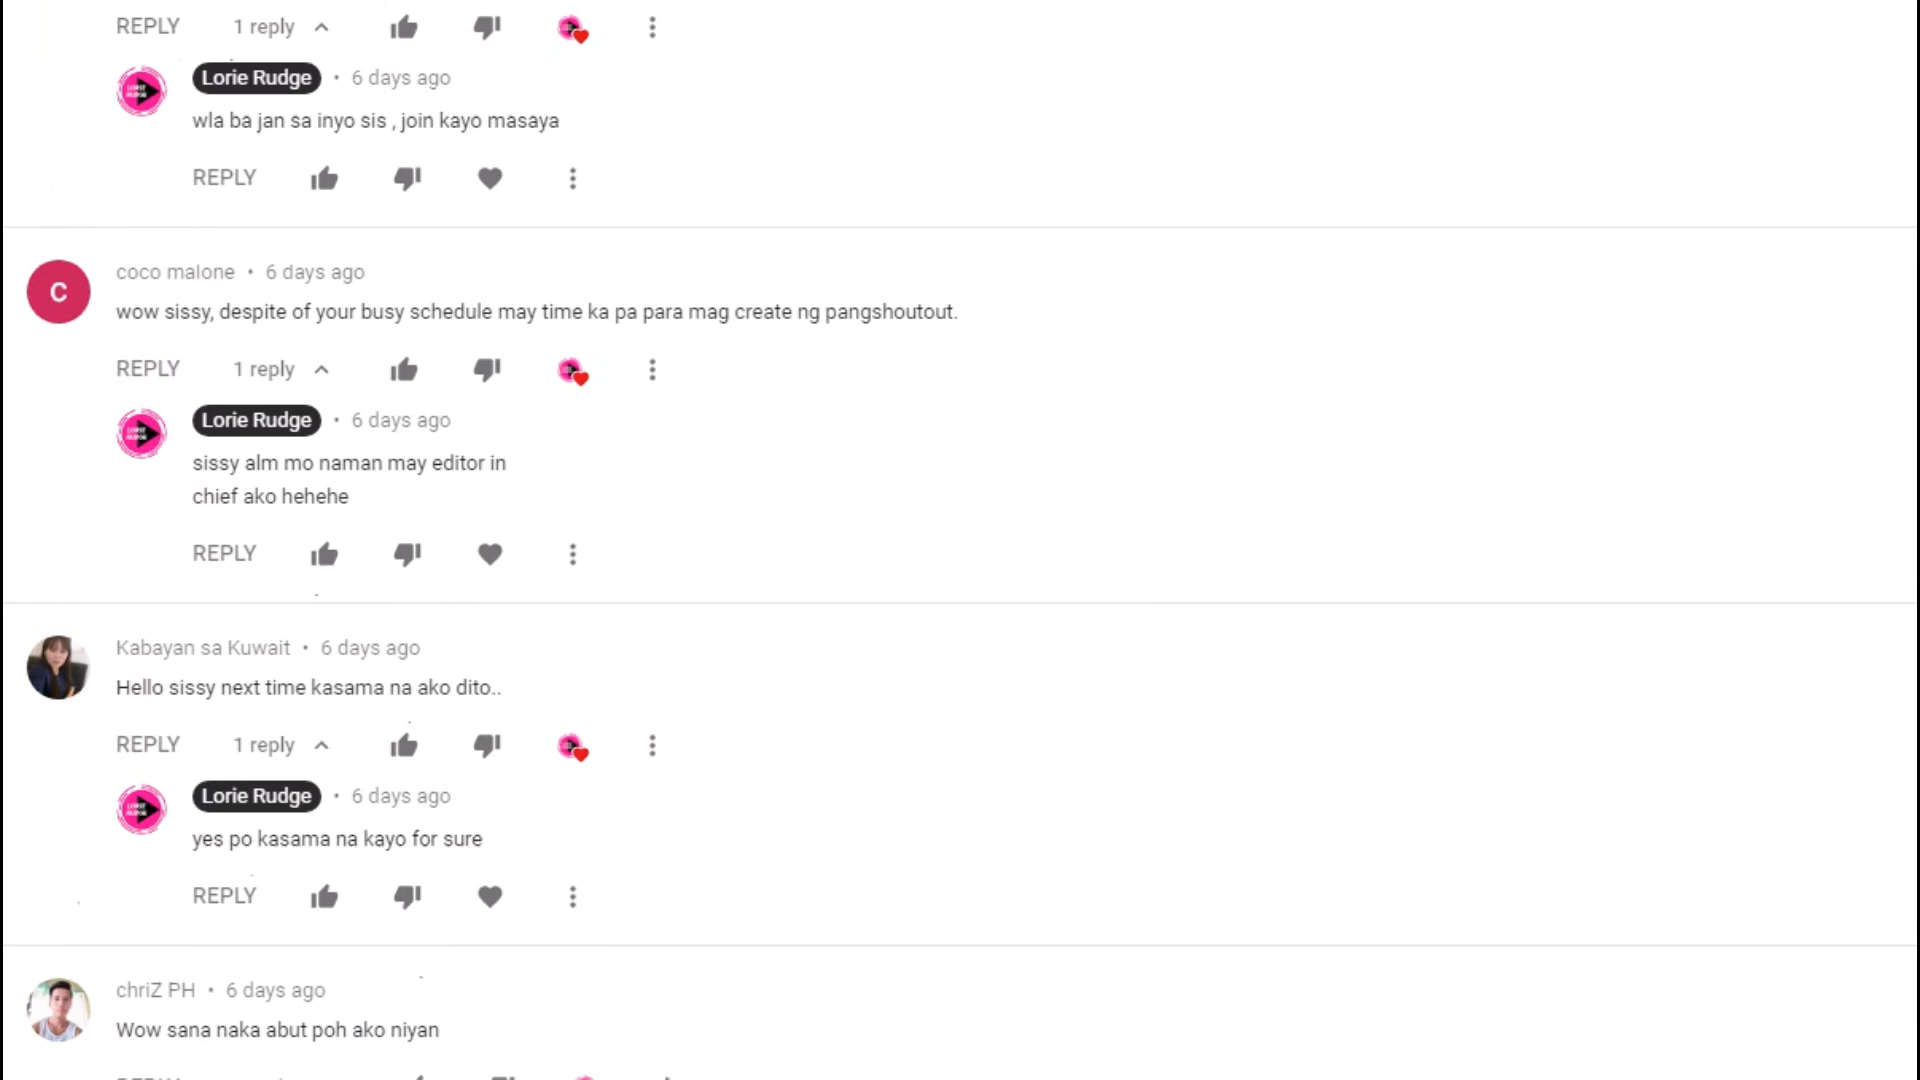 REPLY 1 reply
Lorie Rudge • 6 days ago
wla ba jan sa inyo sis , join kayo masaya
REPLY
C
coco malone • 6 days ago
wow sissy, despite of your busy schedule may time ka pa para mag create ng pangshoutout.
REPLY 1 reply
LORIE RUDGE
Lorie Rudge • 6 days ago
sissy alm mo naman may editor in
chief ako hehehe
REPLY
Kabayan sa Kuwait • 6 days ago
Hello sissy next time kasama na ako dito..
REPLY 1 reply
Lorie Rudge • 6 days ago
yes po kasama na kayo for sure
REPLY
chriZ PH • 6 days ago
Wow sana naka abut poh ako niyan